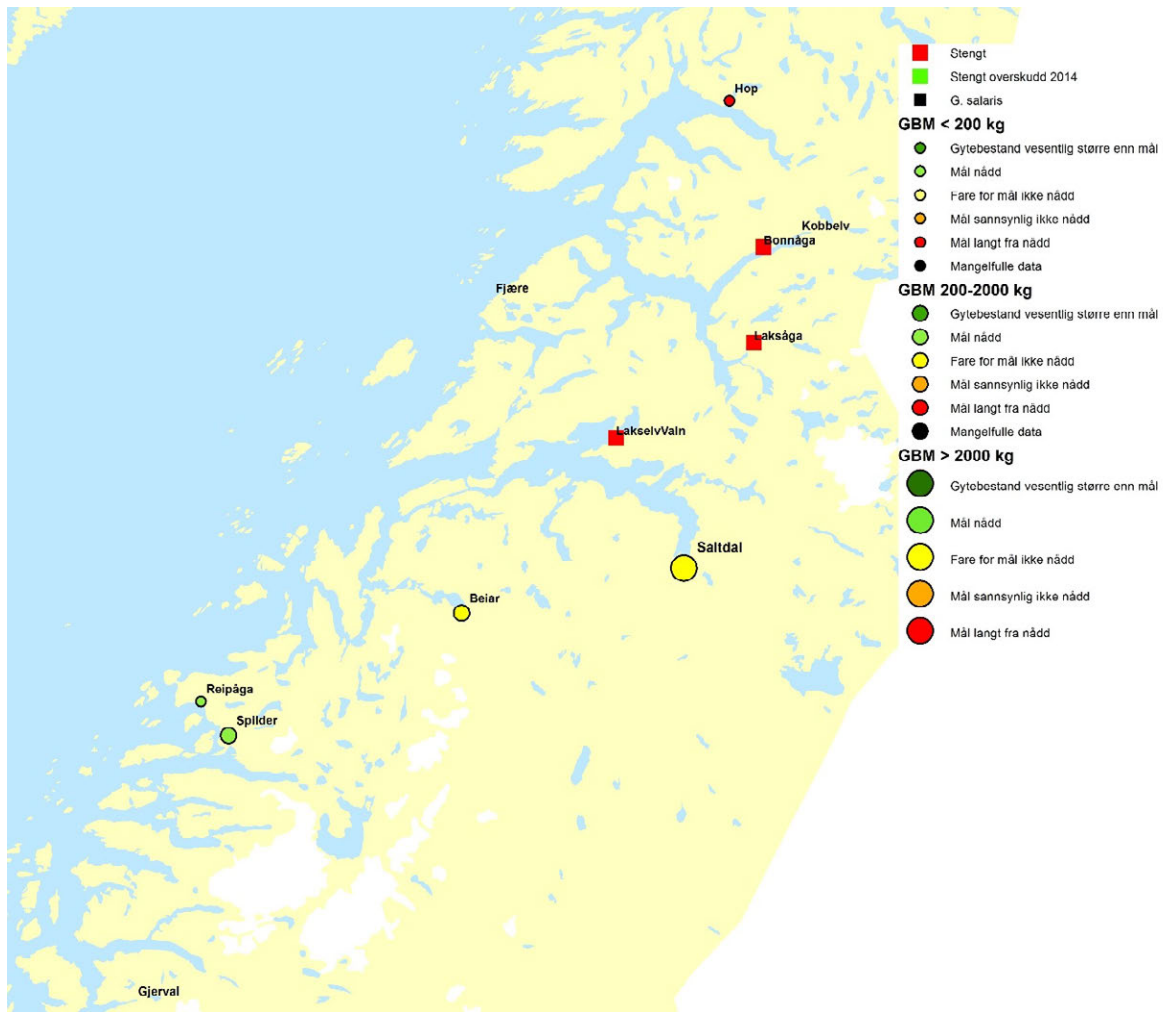 Hop
Kobbelv
Bonnåga
Fjære
Laksåga
LakselvValn
Saltdal
Beiar
Reipåga
Spilder
Gjerval
Stengt
Stengt overskudd 2014
G. salaris
GBM < 200 kg
Gytebestand vesentlig større enn mål
Mål nådd
Fare for mål ikke nådd
Mål sannsynlig ikke nådd
Mål langt fra nådd
Mangelfulle data
GBM 200-2000 kg
Gytebestand vesentlig større enn mål
Mål nådd
Fare for mål ikke nådd
Mål sannsynlig ikke nådd
Mål langt fra nådd
Mangelfulle data
GBM > 2000 kg
Gytebestand vesentlig større enn mål
Mål nådd
Fare for mål ikke nådd
Mål sannsynlig ikke nådd
Mål langt fra nådd